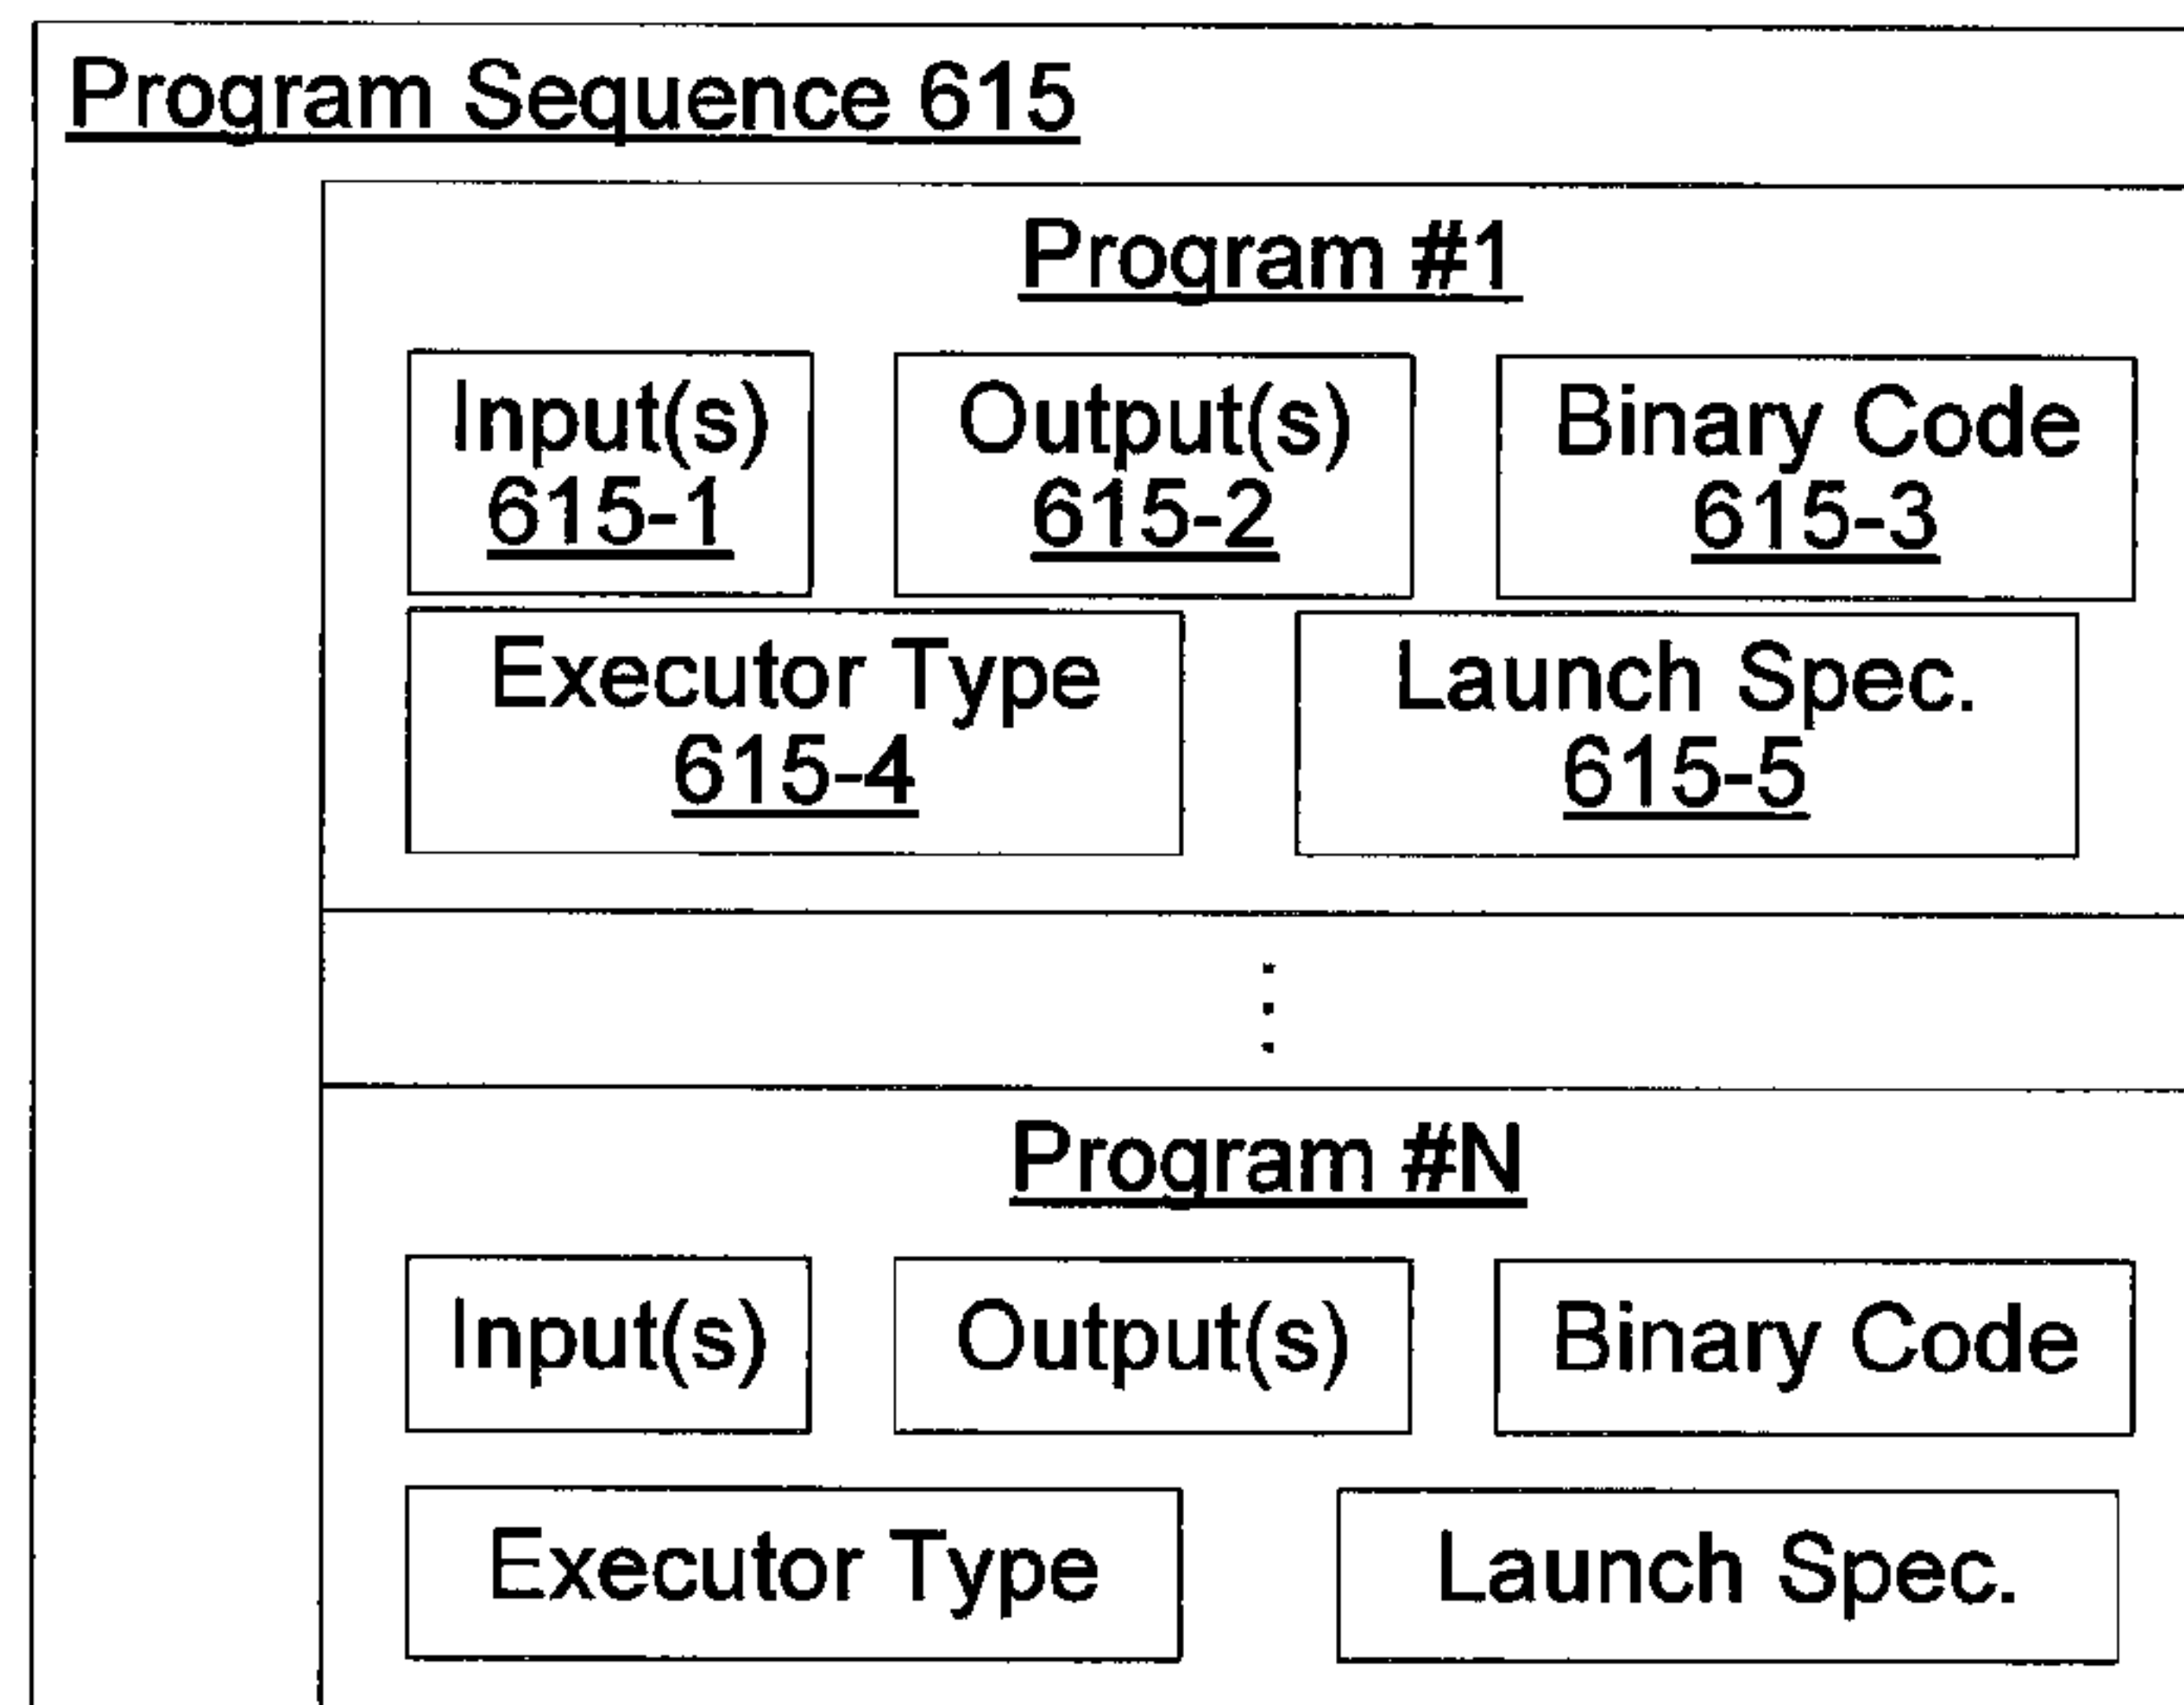 Program Sequence 615
Program #1
Input(s)
615-1
Output(s)
615-2
Binary Code
615-3
Executor Type
615-4
Launch Spec.
615-5
Program #N
Input(s)
Output(s)
Binary Code
Executor Type
Launch Spec.